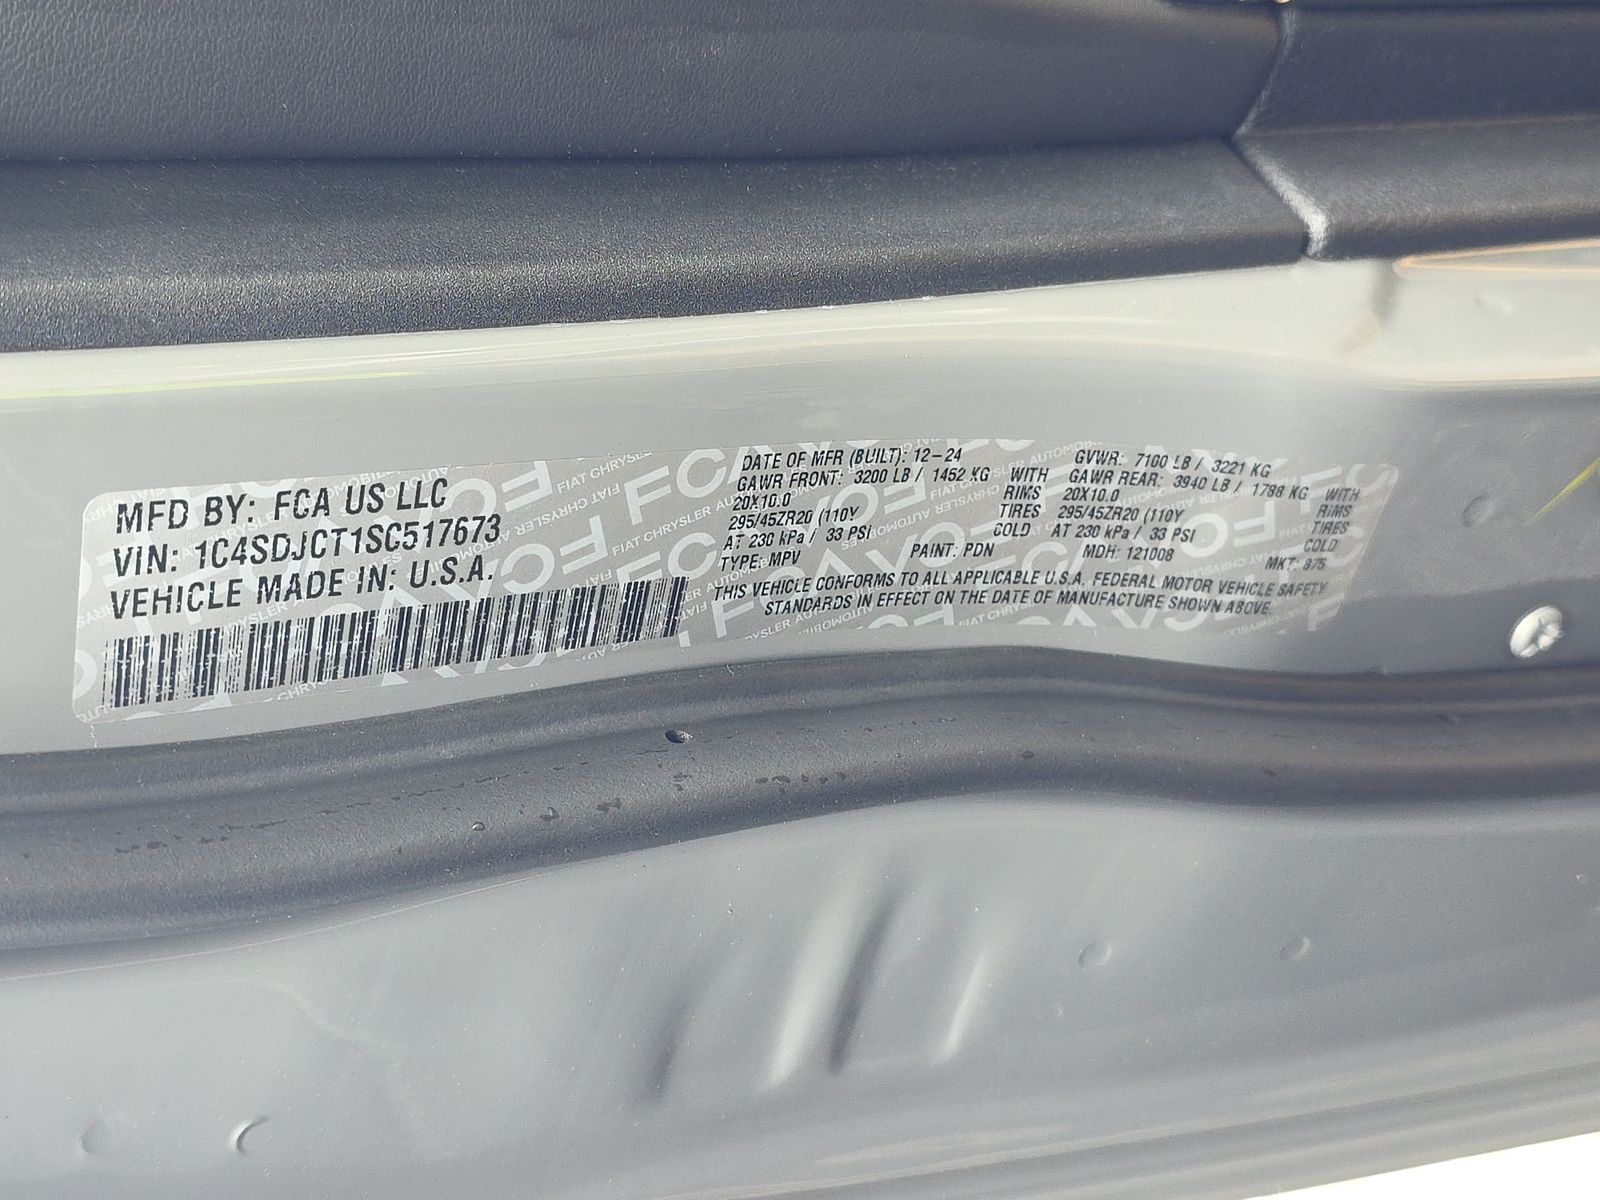 MFD BY: FCA US LLC
VIN: 1C4SDJCT1SC517673
VEHICLE MADE IN: U.S.A.
DATE OF MFR (BUILT): 12-24
GAWR FRONT: 3200 LB / 1452 KG WITH
20X10.0 RIMS
295/45ZR20 (110Y TIRES
AT 230 kPa / 33 PSI COLD
TYPE: MPV PAINT: PDN
GVWR: 7100 LB / 3221 KG
GAWR REAR: 3940 LB / 1788 KG WITH
20X10.0 RIMS
295/45ZR20 (110Y TIRES
AT 230 kPa / 33 PSI COLD
MDH: 121008 MKT: 875
THIS VEHICLE CONFORMS TO ALL APPLICABLE U.S.A. FEDERAL MOTOR VEHICLE SAFETY
STANDARDS IN EFFECT ON THE DATE OF MANUFACTURE SHOWN ABOVE.